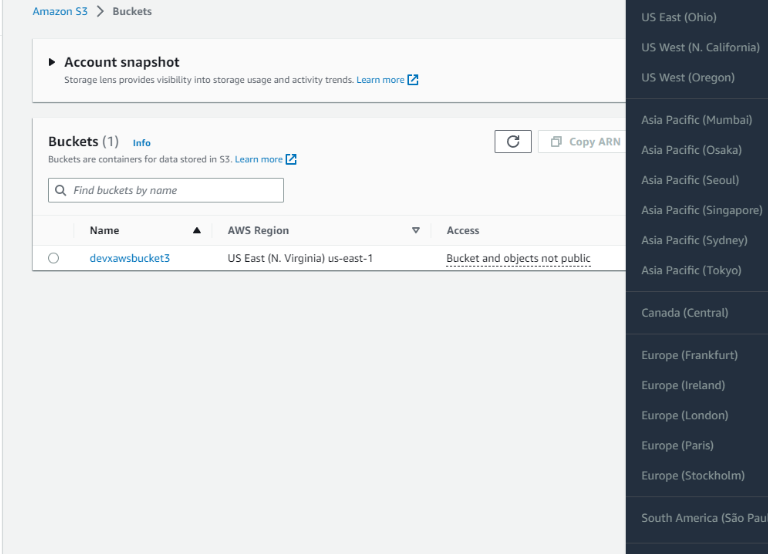 Amazon S3 > Buckets
Account snapshot
Storage lens provides visibility into storage usage and activity trends. Learn more
Buckets (1) Info
Buckets are containers for data stored in S3. Learn more
Copy ARN
Find buckets by name
Name AWS Region Access
devxawsbucket3 US East (N. Virginia) us-east-1 Bucket and objects not public
US East (Ohio)
US West (N. California)
US West (Oregon)
Asia Pacific (Mumbai)
Asia Pacific (Osaka)
Asia Pacific (Seoul)
Asia Pacific (Singapore)
Asia Pacific (Sydney)
Asia Pacific (Tokyo)
Canada (Central)
Europe (Frankfurt)
Europe (Ireland)
Europe (London)
Europe (Paris)
Europe (Stockholm)
South America (São Paul